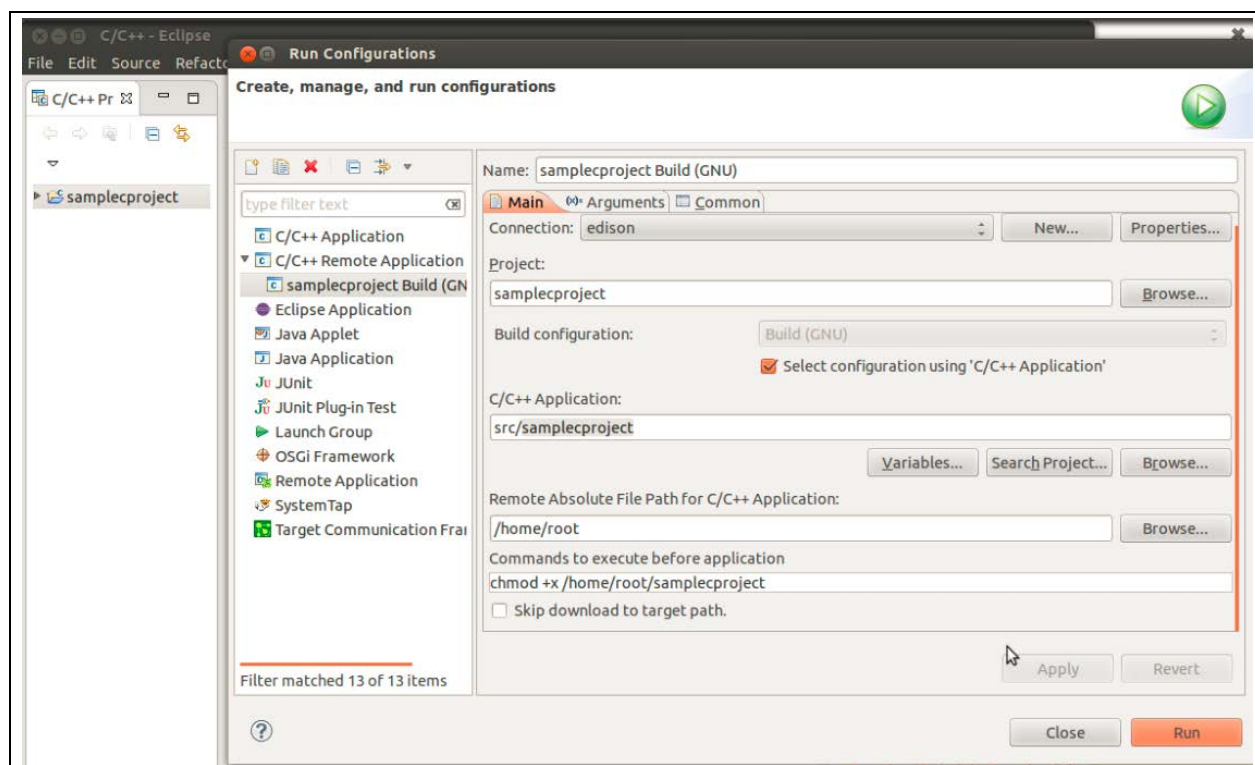 C/C++ - Eclipse
File Edit Source Refacto
C/C++ Pr
samplecproject
Run Configurations
Create, manage, and run configurations
type filter text
C/C++ Application
C/C++ Remote Application
samplecproject Build (GN
Eclipse Application
Java Applet
Java Application
Ju JUnit
JUnit Plug-in Test
Launch Group
OSGi Framework
Remote Application
SystemTap
Target Communication Fra
Filter matched 13 of 13 items
Name: samplecproject Build (GNU)
Main Arguments Common
Connection: edison New... Properties...
Project:
samplecproject Browse...
Build configuration: Build (GNU)
Select configuration using 'C/C++ Application'
C/C++ Application:
src/samplecproject
Variables... Search Project... Browse...
Remote Absolute File Path for C/C++ Application:
/home/root Browse...
Commands to execute before application
chmod +x /home/root/samplecproject
Skip download to target path.
Apply Revert
Close Run